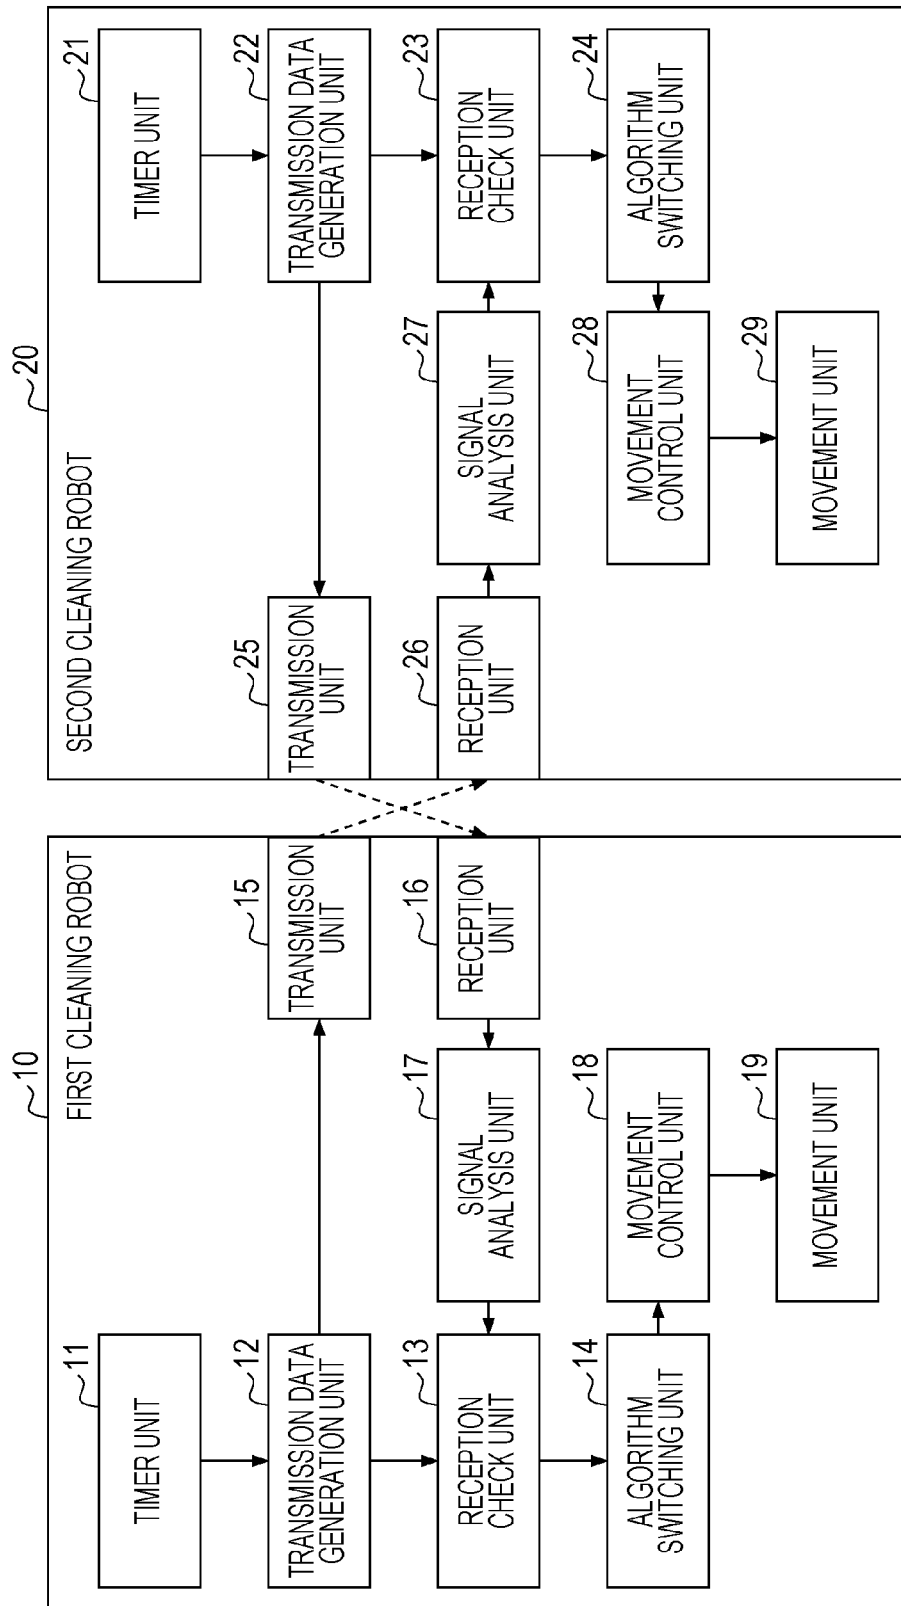 10
FIRST CLEANING ROBOT
11
TIMER UNIT
12
TRANSMISSION DATA
GENERATION UNIT
15
TRANSMISSION
UNIT
13
RECEPTION
CHECK UNIT
17
SIGNAL
ANALYSIS UNIT
16
RECEPTION
UNIT
14
ALGORITHM
SWITCHING UNIT
18
MOVEMENT
CONTROL UNIT
19
MOVEMENT UNIT
20
SECOND CLEANING ROBOT
21
TIMER UNIT
25
TRANSMISSION
UNIT
22
TRANSMISSION DATA
GENERATION UNIT
26
RECEPTION
UNIT
27
SIGNAL
ANALYSIS UNIT
23
RECEPTION
CHECK UNIT
28
MOVEMENT
CONTROL UNIT
24
ALGORITHM
SWITCHING UNIT
29
MOVEMENT UNIT